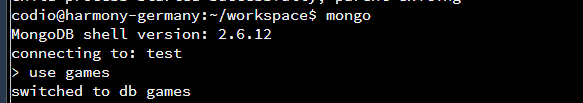 codio@harmony-germany:~/workspace$ mongo
MongoDB shell version: 2.6.12
connecting to: test
> use games
switched to db games